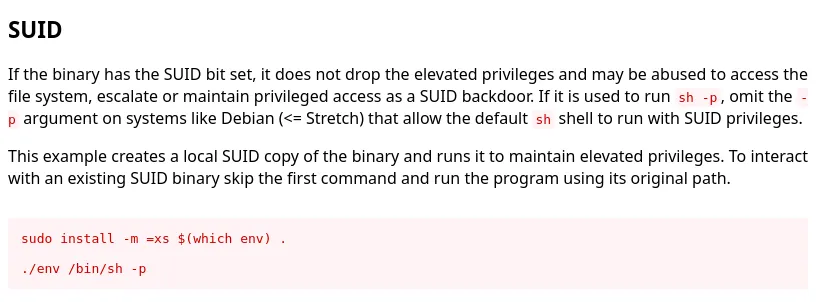 SUID
If the binary has the SUID bit set, it does not drop the elevated privileges and may be abused to access the
file system, escalate or maintain privileged access as a SUID backdoor. If it is used to run sh -p, omit the -
p argument on systems like Debian (<= Stretch) that allow the default sh shell to run with SUID privileges.
This example creates a local SUID copy of the binary and runs it to maintain elevated privileges. To interact
with an existing SUID binary skip the first command and run the program using its original path.
sudo install -m =xs $(which env) .
./env /bin/sh -p